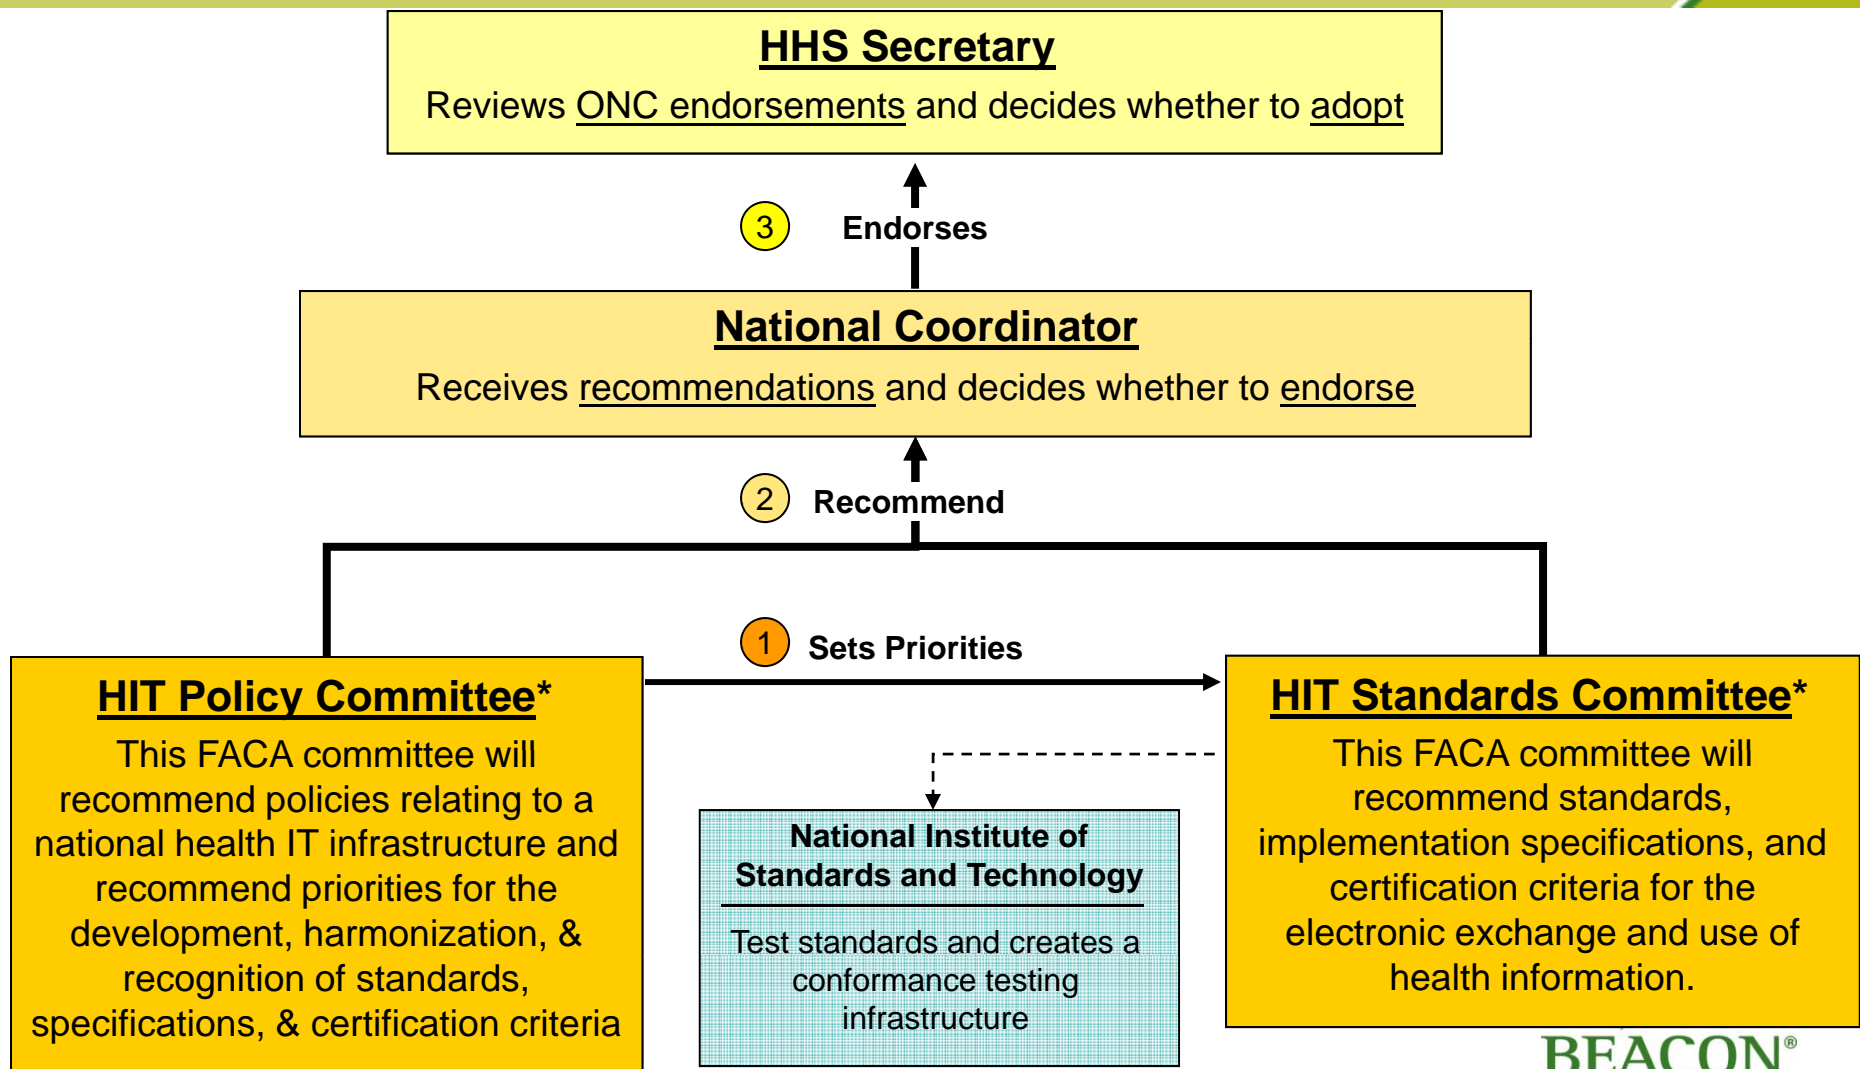 HHS Secretary
Reviews ONC endorsements and decides whether to adopt
3 Endorses
National Coordinator
Receives recommendations and decides whether to endorse
2 Recommend
1 Sets Priorities
HIT Policy Committee*
This FACA committee will
recommend policies relating to a
national health IT infrastructure and
recommend priorities for the
development, harmonization, &
recognition of standards,
specifications, & certification criteria
National Institute of
Standards and Technology
Test standards and creates a
conformance testing
infrastructure
HIT Standards Committee*
This FACA committee will
recommend standards,
implementation specifications, and
certification criteria for the
electronic exchange and use of
health information.
BEACON®